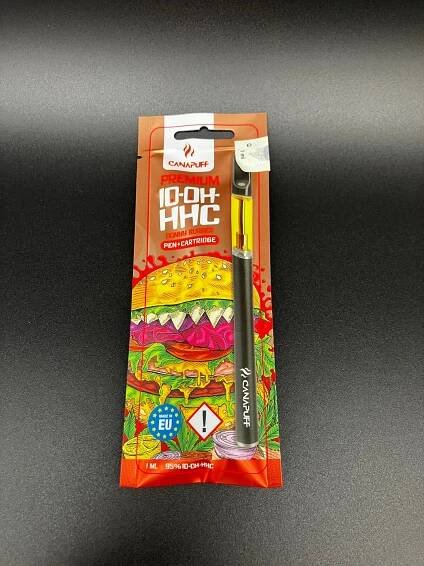 CANAPUFF
PREMIUM
10-OH-
HHC
PEN+CARTRIDGE
CANAPUFF
MADE IN
EU
!
1 ML 95% 10-OH-HHC